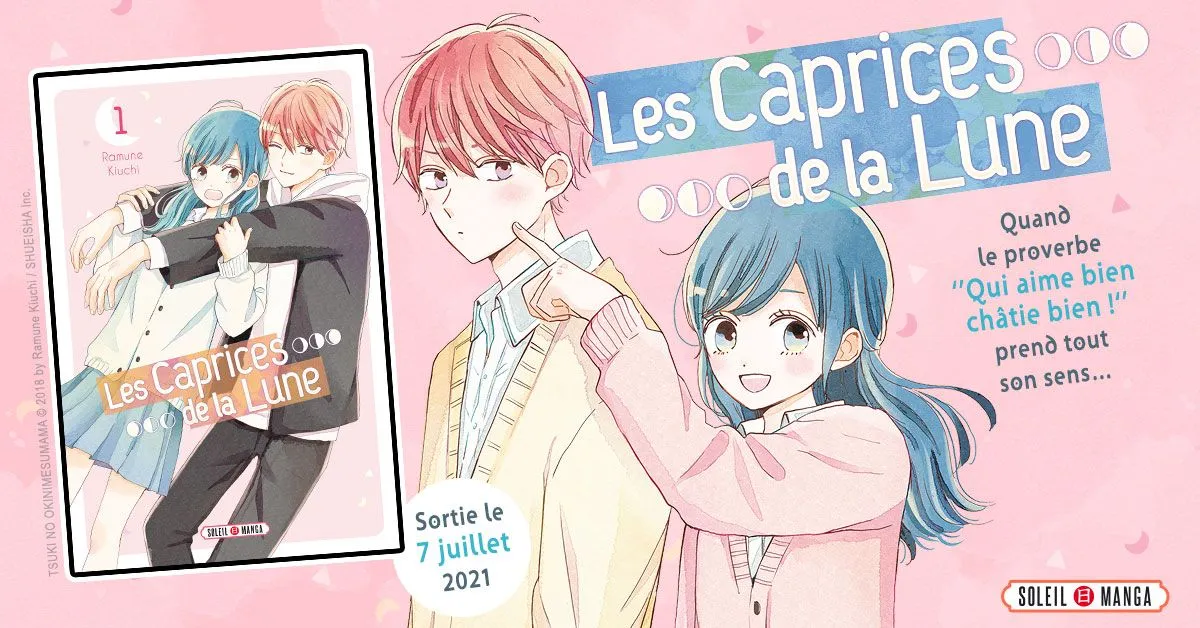 1
Ramune
Kiuchi
Les Caprices
de la Lune
SOLEIL 日 MANGA
TSUKI NO OKINIMESUMAMA © 2018 by Ramune Kiuchi / SHUEISHA Inc.
Les Caprices
de la Lune
Quand
le proverbe
"Qui aime bien
châtie bien !"
prend tout
son sens...
Sortie le
7 juillet
2021
SOLEIL 日 MANGA